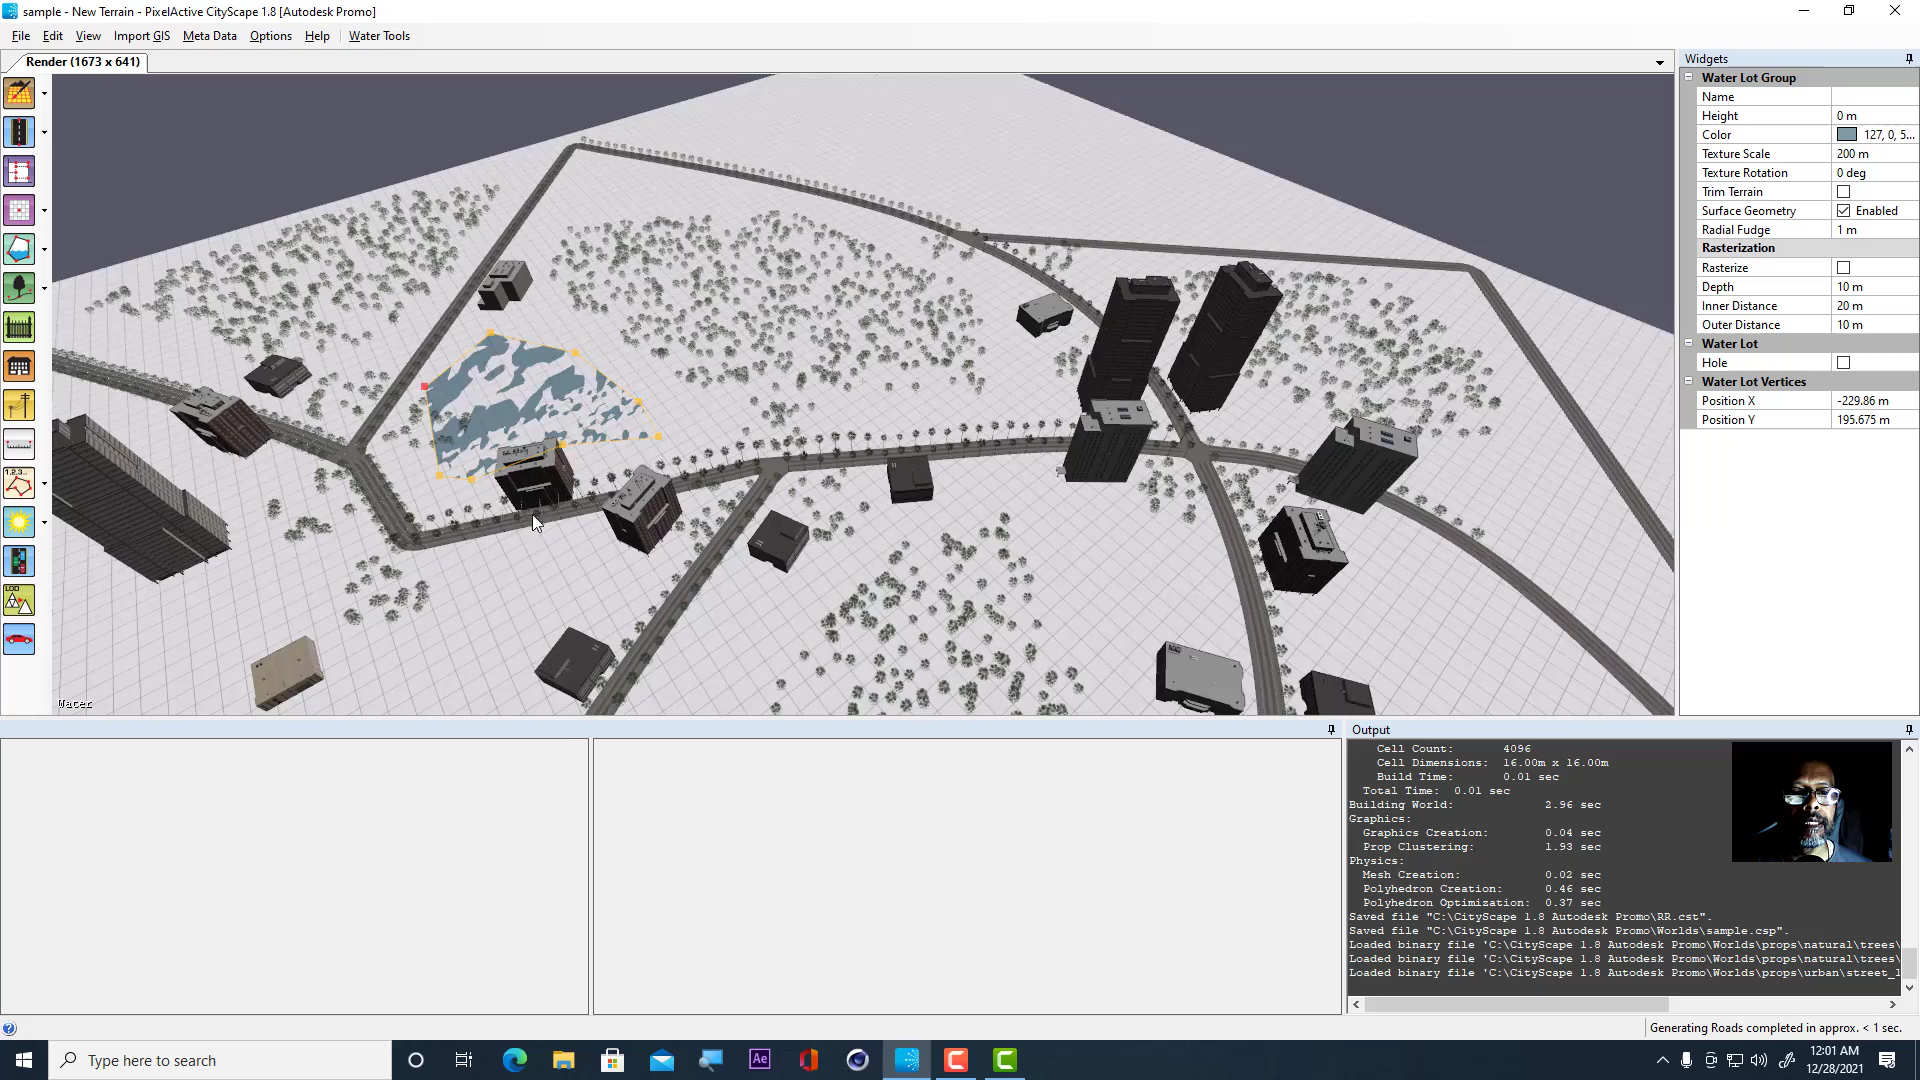 sample - New Terrain - PixelActive CityScape 1.8 [Autodesk Promo]
File Edit View Import GIS Meta Data Options Help Water Tools
Render (1673 x 641)
Widgets
Water Lot Group
Name
Height 0 m
Color 127, 0, 5...
Texture Scale 200 m
Texture Rotation 0 deg
Trim Terrain
Surface Geometry Enabled
Radial Fudge 1 m
Rasterization
Rasterize
Depth 10 m
Inner Distance 20 m
Outer Distance 10 m
Water Lot
Hole
Water Lot Vertices
Position X -229.86 m
Position Y 195.675 m
1,2,3...
LOD
Water
Output
Cell Count: 4096
Cell Dimensions: 16.00m x 16.00m
Build Time: 0.01 sec
Total Time: 0.01 sec
Building World: 2.96 sec
Graphics:
Graphics Creation: 0.04 sec
Prop Clustering: 1.93 sec
Physics:
Mesh Creation: 0.02 sec
Polyhedron Creation: 0.46 sec
Polyhedron Optimization: 0.37 sec
Saved file "C:\CityScape 1.8 Autodesk Promo\RR.cst".
Saved file "C:\CityScape 1.8 Autodesk Promo\Worlds\sample.csp".
Loaded binary file 'C:\CityScape 1.8 Autodesk Promo\Worlds\props\natural\trees\
Loaded binary file 'C:\CityScape 1.8 Autodesk Promo\Worlds\props\natural\trees\
Loaded binary file 'C:\CityScape 1.8 Autodesk Promo\Worlds\props\urban\street_l
Generating Roads completed in approx. < 1 sec.
Type here to search
Ae
12:01 AM
12/28/2021